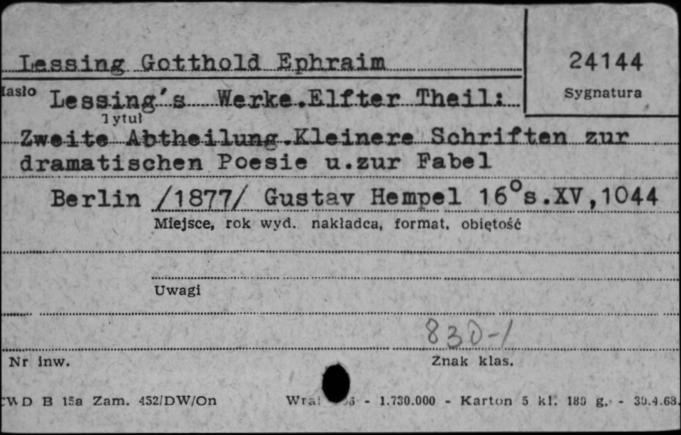 Lessing Gotthold Ephraim
24144
Hasło
Sygnatura
Lessing's Werke.Elfter Theil:
Tytuł
Zweite Abtheilung.Kleinere Schriften zur
dramatischen Poesie u.zur Fabel
Berlin /1877/ Gustav Hempel 16°s.XV,1044
Miejsce, rok wyd. nakładca, format, objętość
Uwagi
830-1
Nr inw.
Znak klas.
CWD B 15a Zam. 452/DW/On - 1.730.000 - Karton 5 kl. 180 g. - 30.4.68.